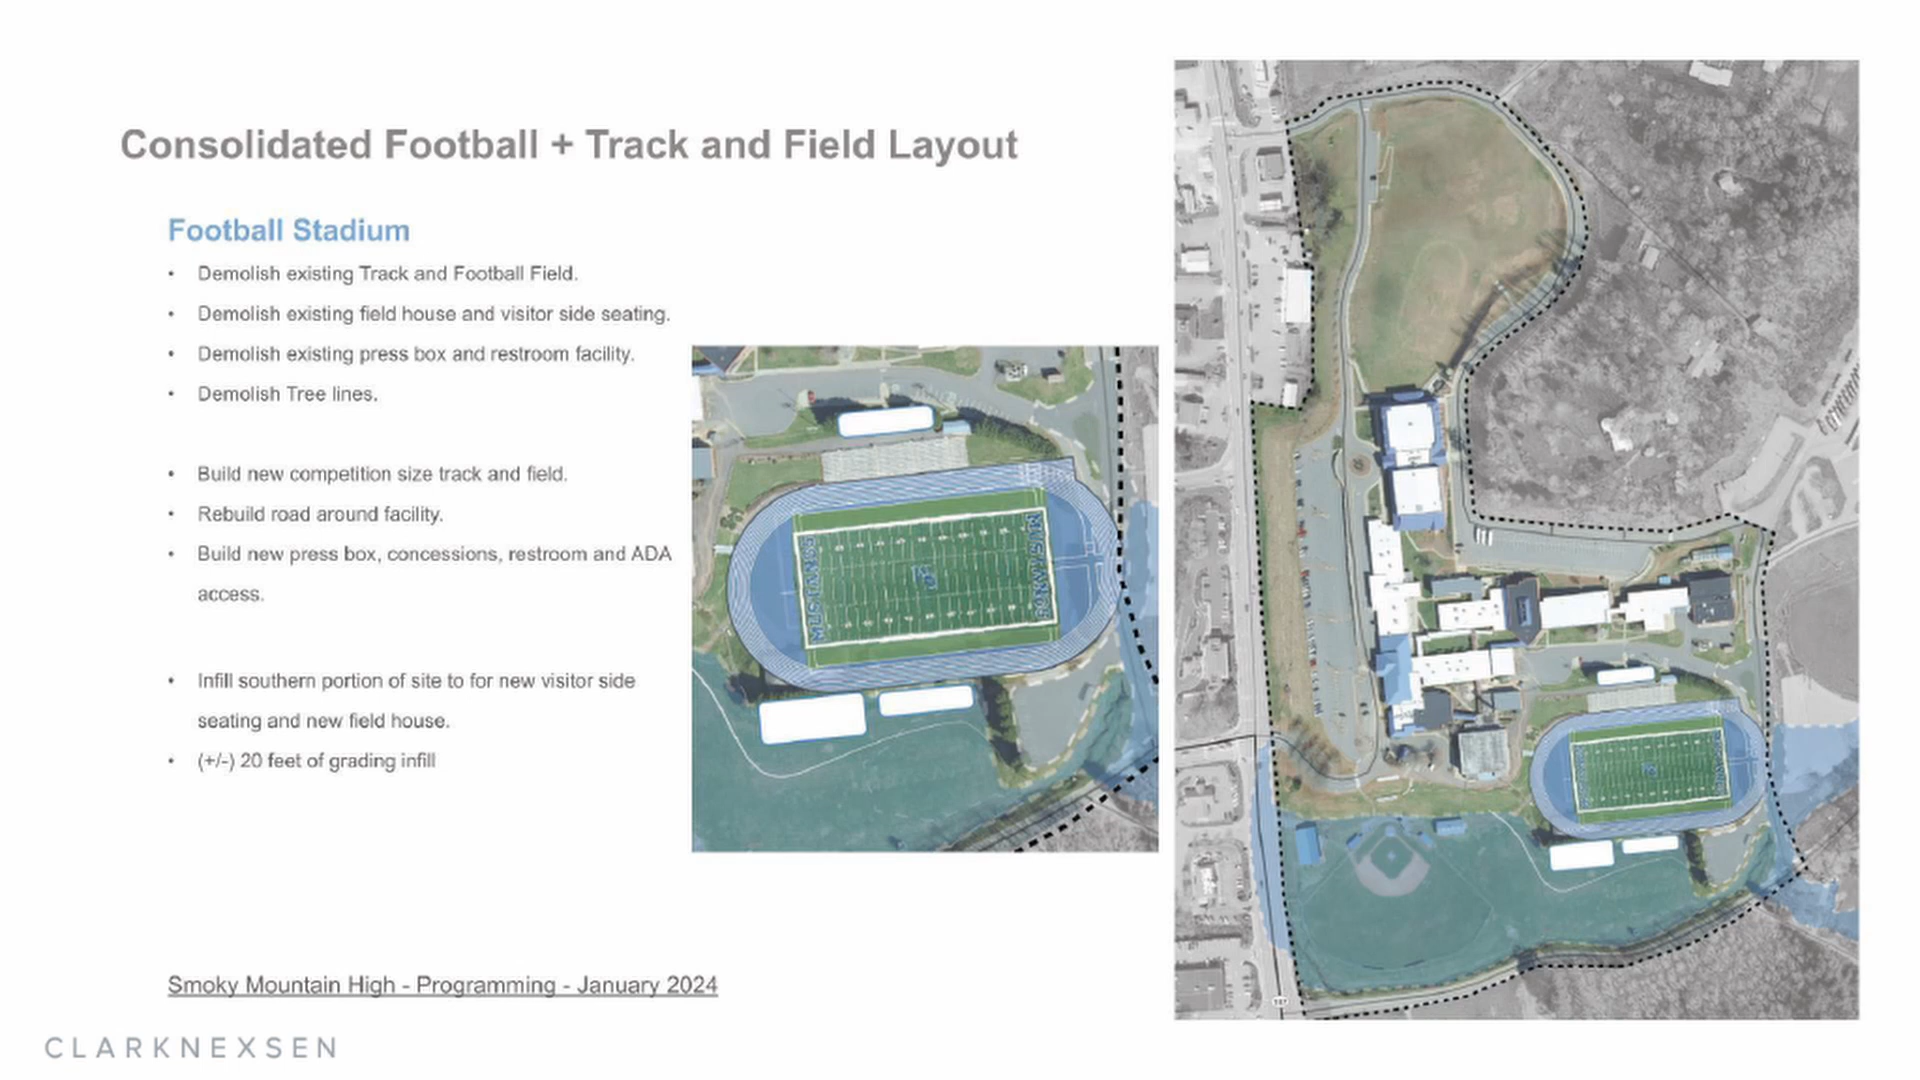 Consolidated Football + Track and Field Layout
Football Stadium
• Demolish existing Track and Football Field.
• Demolish existing field house and visitor side seating.
• Demolish existing press box and restroom facility.
• Demolish Tree lines.
• Build new competition size track and field.
• Rebuild road around facility.
• Build new press box, concessions, restroom and ADA
access.
• Infill southern portion of site to for new visitor side
seating and new field house.
• (+/-) 20 feet of grading infill
MUSTANGS
MUSTANGS
Smoky Mountain High - Programming - January 2024
CLARKNEXSEN